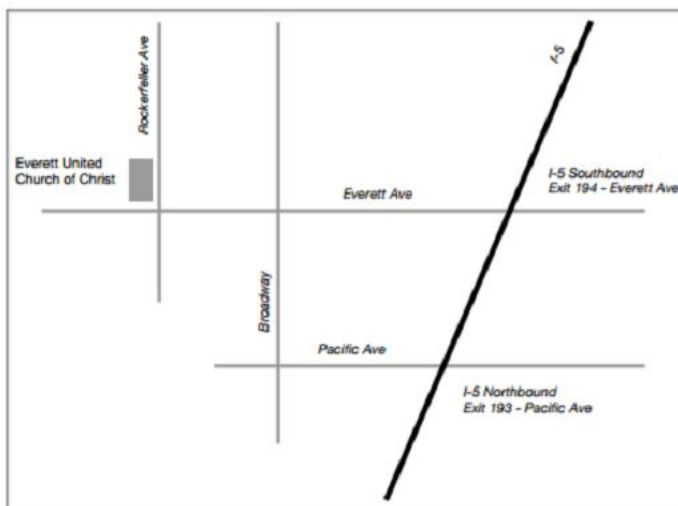 Rockerfeller Ave
I-5
Everett United
Church of Christ
I-5 Southbound
Exit 194 - Everett Ave
Everett Ave
Broadway
Pacific Ave
I-5 Northbound
Exit 193 - Pacific Ave